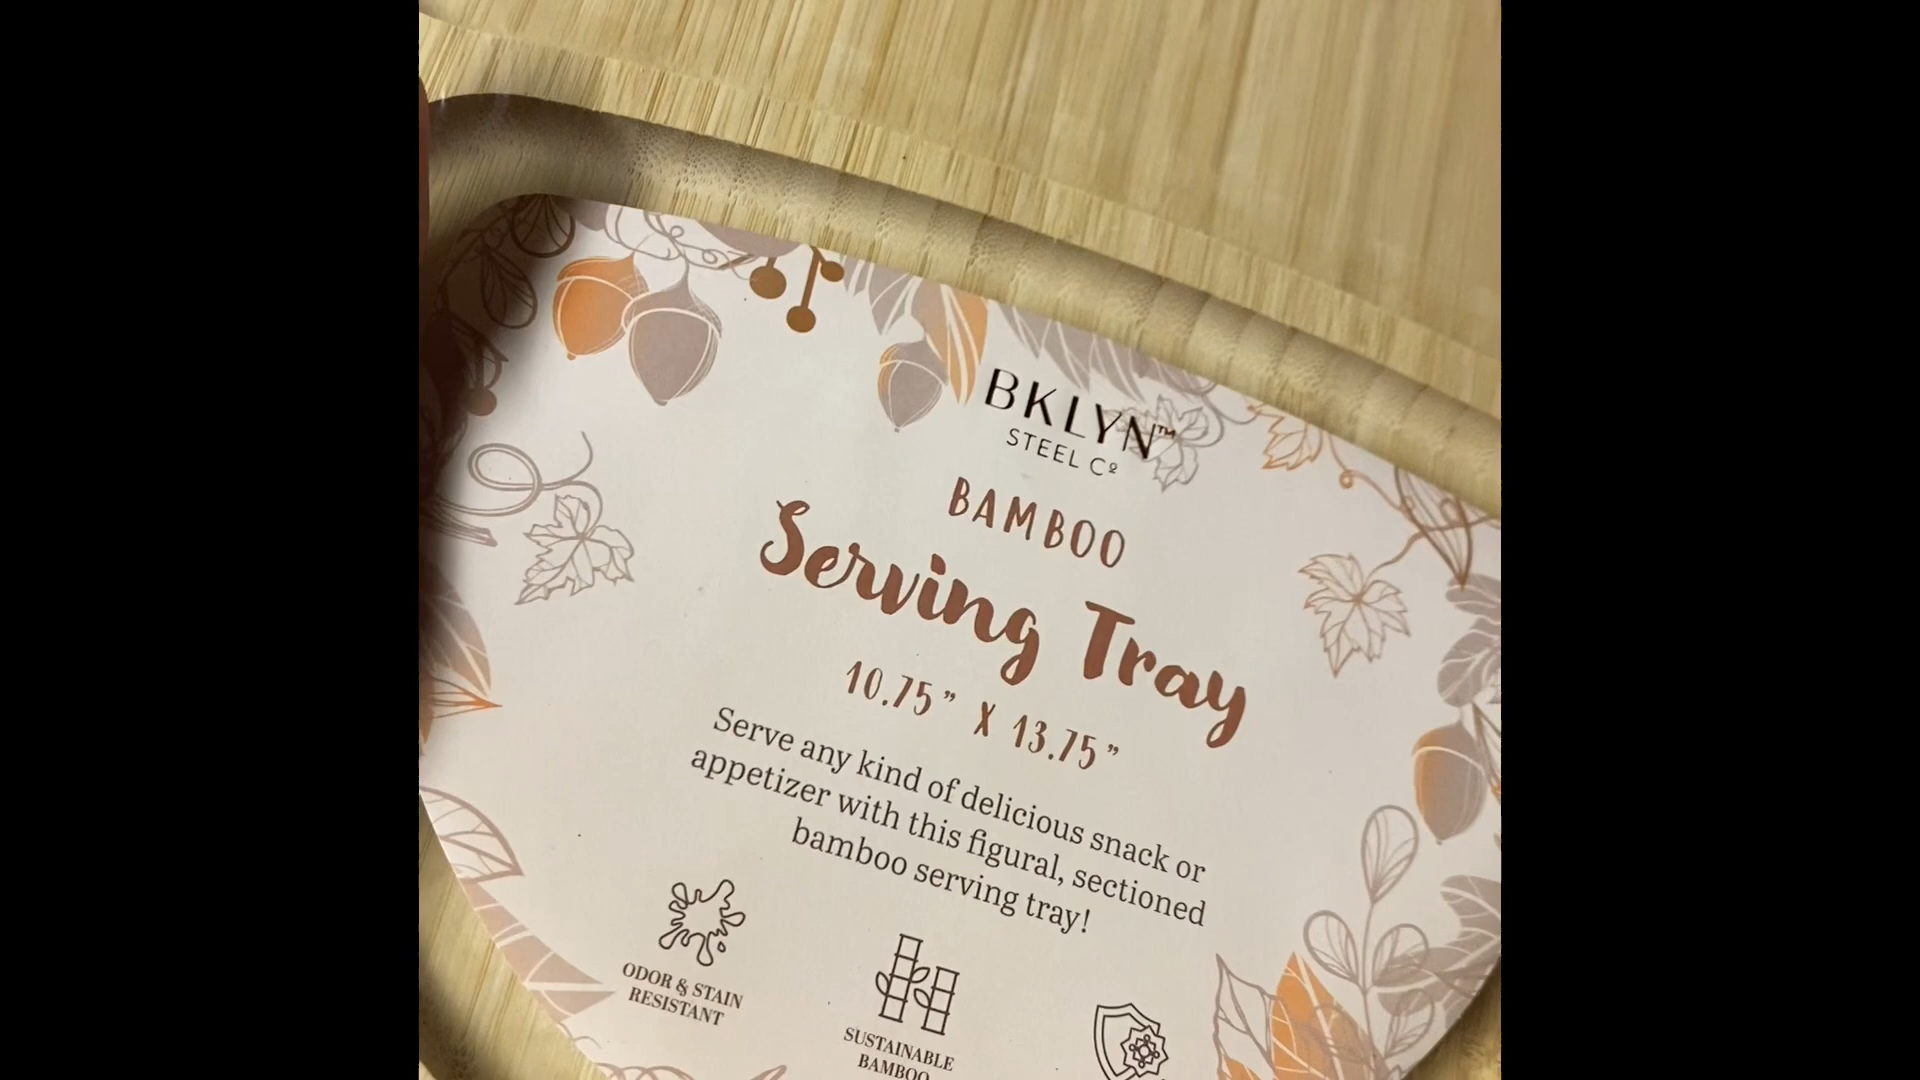 BKLYN™
STEEL Cº
BAMBOO
Serving Tray
10.75” X 13.75”
Serve any kind of delicious snack or
appetizer with this figural, sectioned
bamboo serving tray!
ODOR & STAIN
RESISTANT
SUSTAINABLE
BAMBOO